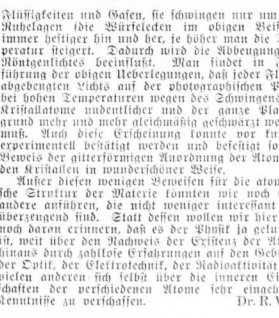 Flüssigkeiten und Gasen, sie schwingen nur um
Ruhelagen (die Würfelecken im obigen Beis
immer heftiger hin und her, je höher man die T
peratur steigert. Dadurch wird die Abbeugung
Röntgenlichtes beeinflußt. Man findet in
führung der obigen Ueberlegungen, daß jeder Fl
abgebeugten Lichts auf der photographischen P
bei hohen Temperaturen wegen des Schwingens
Kristallatome undeutlicher und der ganze Pla
grund mehr und mehr gleichmäßig geschwärzt we
muß. Auch diese Erscheinung konnte vor kur
experimentell bestätigt werden und befestigt so
Beweis der gitterförmigen Anordnung der Atom
den Kristallen in wunderschöner Weise.
Außer diesen wenigen Beweisen für die atom
sche Struktur der Materie könnten wir noch
andere anführen, die nicht weniger interessant
überzeugend sind. Statt dessen wollen wir hier
noch daran erinnern, daß es der Physik ja gelun
ist, weit über den Nachweis der Existenz der At
hinaus durch zahllose Erfahrungen auf den Gebi
der Optik, der Elektrotechnik, der Radioaktivität
vielen anderen sich selbst über die inneren Ei
schaften der verschiedenen Atome sehr eingeh
Kenntnisse zu verschaffen. Dr. R.